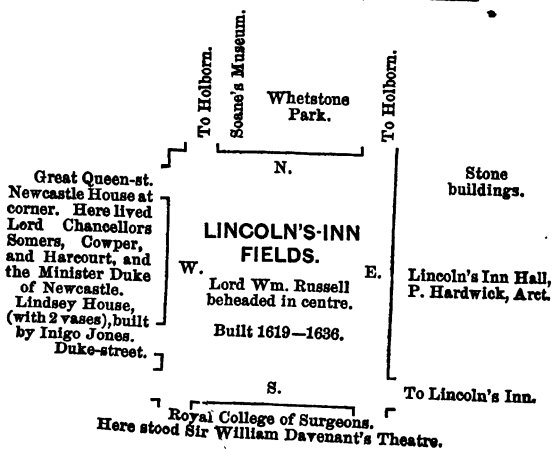 To Holborn.
Soane's Museum.
Whetstone
Park.
To Holborn.
N.
Great Queen-st.
Newcastle House at
corner. Here lived
Lord Chancellors
Somers, Cowper,
and Harcourt, and
the Minister Duke
of Newcastle.
Lindsey House,
(with 2 vases), built
by Inigo Jones.
Duke-street.
W.
LINCOLN'S-INN
FIELDS.
Lord Wm. Russell
beheaded in centre.
Built 1619—1636.
E.
Stone
buildings.
Lincoln's Inn Hall,
P. Hardwick, Arct.
S.
To Lincoln's Inn.
Royal College of Surgeons.
Here stood Sir William Davenant's Theatre.